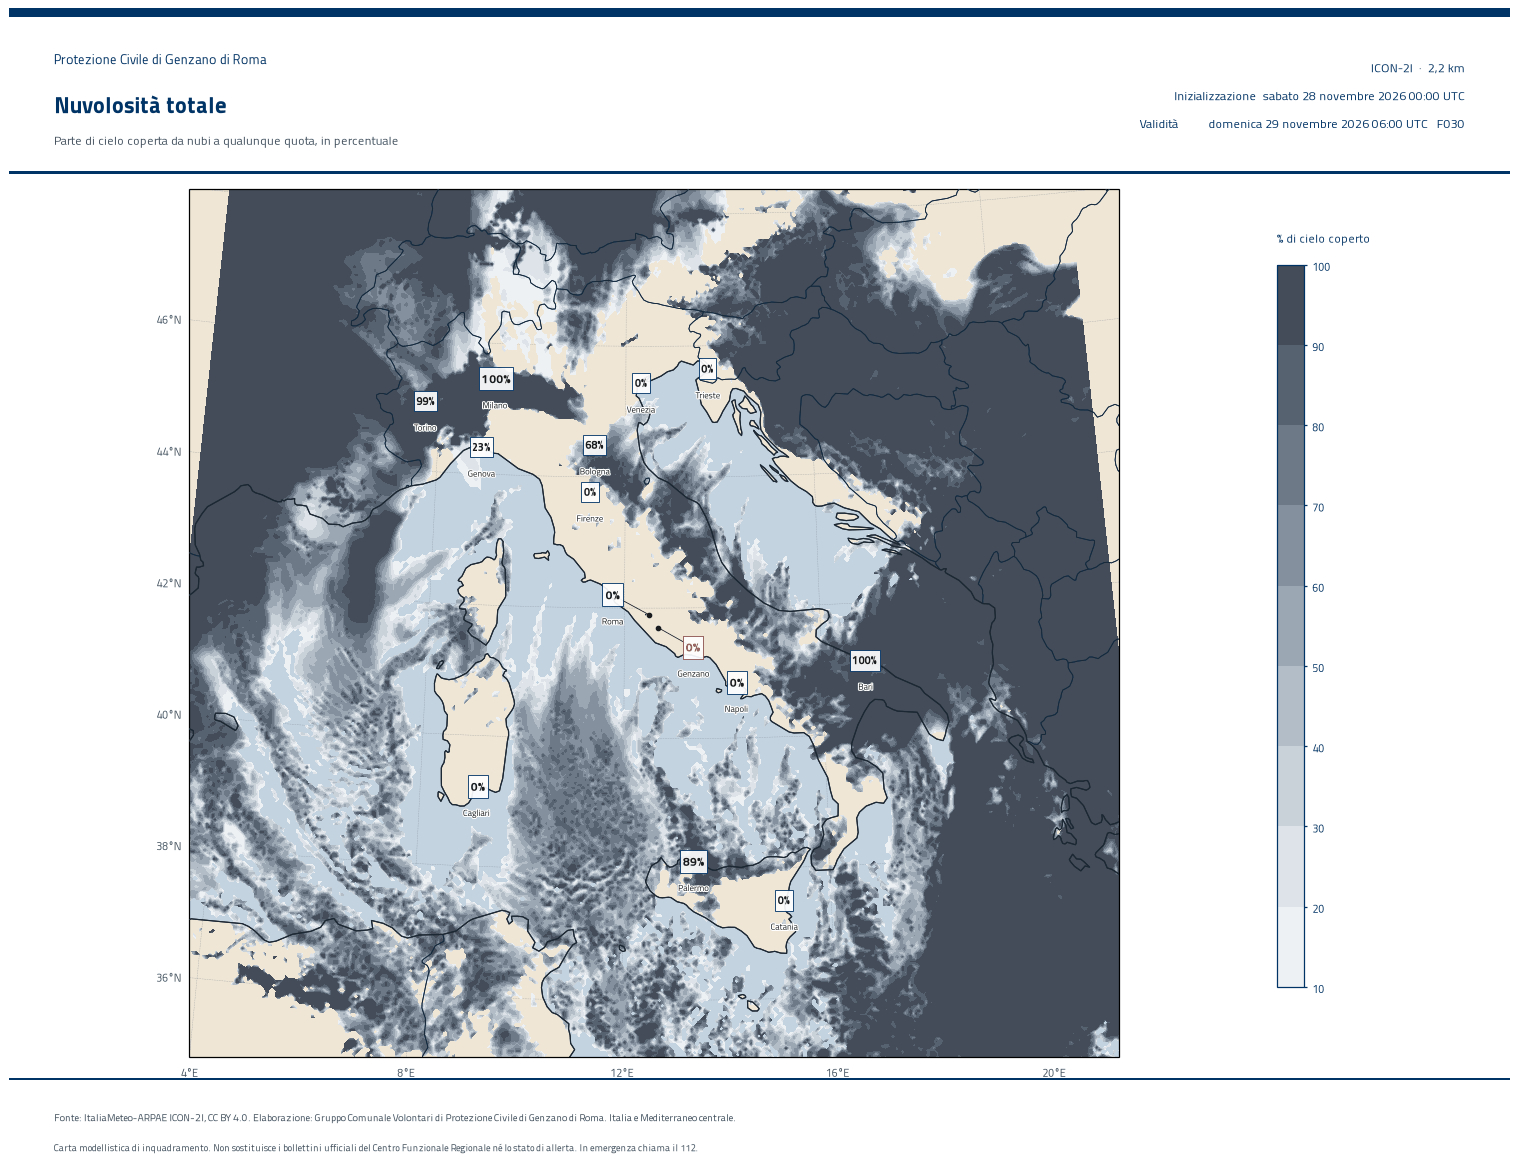 Protezione Civile di Genzano di Roma
Nuvolosità totale
Parte di cielo coperta da nubi a qualunque quota, in percentuale
ICON-2I · 2,2 km
Inizializzazione sabato 28 novembre 2026 00:00 UTC
Validità domenica 29 novembre 2026 06:00 UTC F030
% di cielo coperto
100
90
80
70
60
50
40
30
20
10
46°N
44°N
42°N
40°N
38°N
36°N
4°E
8°E
12°E
16°E
20°E
0%
Trieste
100%
Milano
0%
Venezia
99%
Torino
23%
Genova
68%
Bologna
0%
Firenze
0%
Roma
0%
Genzano
100%
Bari
0%
Napoli
0%
Cagliari
89%
Palermo
0%
Catania
Fonte: ItaliaMeteo-ARPAE ICON-2I, CC BY 4.0. Elaborazione: Gruppo Comunale Volontari di Protezione Civile di Genzano di Roma. Italia e Mediterraneo centrale.
Carta modellistica di inquadramento. Non sostituisce i bollettini ufficiali del Centro Funzionale Regionale né lo stato di allerta. In emergenza chiama il 112.